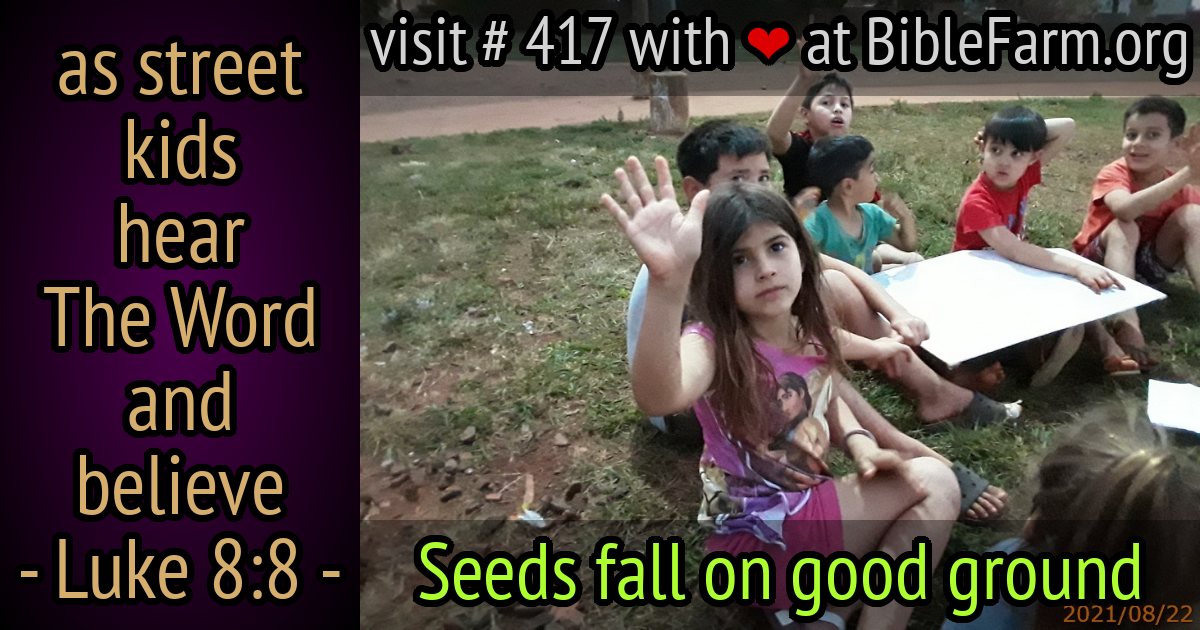 as street
kids
hear
The Word
and
believe
- Luke 8:8 -
visit # 417 with ❤ at BibleFarm.org
Seeds fall on good ground
2021/08/22